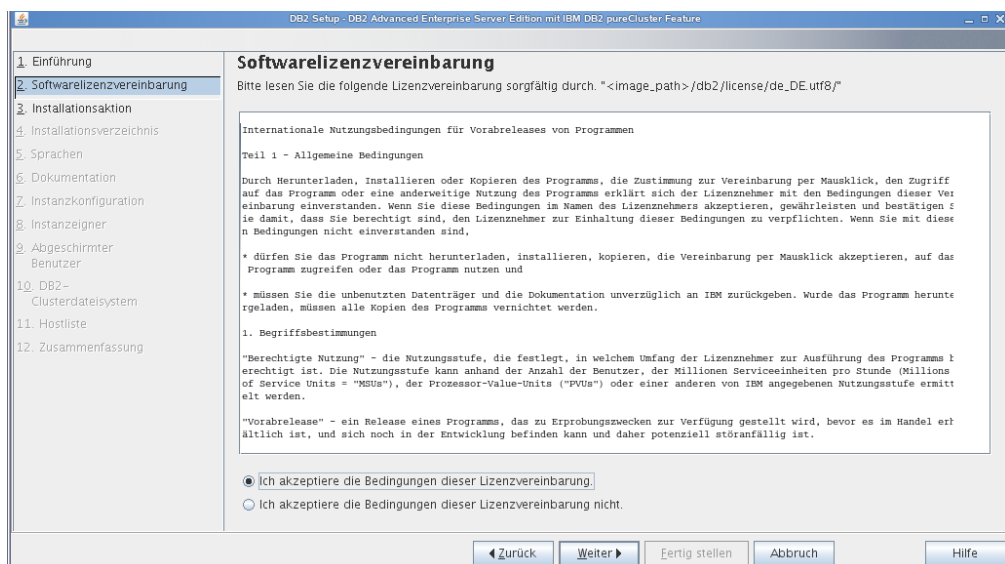 DB2 Setup - DB2 Advanced Enterprise Server Edition mit IBM DB2 pureCluster Feature
1. Einführung
2. Softwarelizenzvereinbarung
3. Installationsaktion
4. Installationsverzeichnis
5. Sprachen
6. Dokumentation
7. Instanzkonfiguration
8. Instanzeigner
9. Abgeschirmter
Benutzer
10. DB2-
Clusterdateisystem
11. Hostliste
12. Zusammenfassung
Softwarelizenzvereinbarung
Bitte lesen Sie die folgende Lizenzvereinbarung sorgfältig durch. "<image_path>/db2/license/de_DE.utf8/"
Internationale Nutzungsbedingungen für Vorabreleases von Programmen
Teil 1 - Allgemeine Bedingungen
Durch Herunterladen, Installieren oder Kopieren des Programms, die Zustimmung zur Vereinbarung per Mausklick, den Zugriff
auf das Programm oder eine anderweitige Nutzung des Programms erklärt sich der Lizenznehmer mit den Bedingungen dieser Ver
einbarung einverstanden. Wenn Sie diese Bedingungen im Namen des Lizenznehmers akzeptieren, gewährleisten und bestätigen S
ie damit, dass Sie berechtigt sind, den Lizenznehmer zur Einhaltung dieser Bedingungen zu verpflichten. Wenn Sie mit diese
n Bedingungen nicht einverstanden sind,
* dürfen Sie das Programm nicht herunterladen, installieren, kopieren, die Vereinbarung per Mausklick akzeptieren, auf das
Programm zugreifen oder das Programm nutzen und
* müssen Sie die unbenutzten Datenträger und die Dokumentation unverzüglich an IBM zurückgeben. Wurde das Programm herunte
rgeladen, müssen alle Kopien des Programms vernichtet werden.
1. Begriffsbestimmungen
"Berechtigte Nutzung" - die Nutzungsstufe, die festlegt, in welchem Umfang der Lizenznehmer zur Ausführung des Programms b
erechtigt ist. Die Nutzungsstufe kann anhand der Anzahl der Benutzer, der Millionen Serviceeinheiten pro Stunde (Millions
of Service Units = "MSUs"), der Prozessor-Value-Units ("PVUs") oder einer anderen von IBM angegebenen Nutzungsstufe ermitt
elt werden.
"Vorabrelease" - ein Release eines Programms, das zu Erprobungszwecken zur Verfügung gestellt wird, bevor es im Handel erh
ältlich ist, und sich noch in der Entwicklung befinden kann und daher potenziell störanfällig ist.
Ich akzeptiere die Bedingungen dieser Lizenzvereinbarung.
Ich akzeptiere die Bedingungen dieser Lizenzvereinbarung nicht.
Zurück Weiter Fertig stellen Abbruch Hilfe